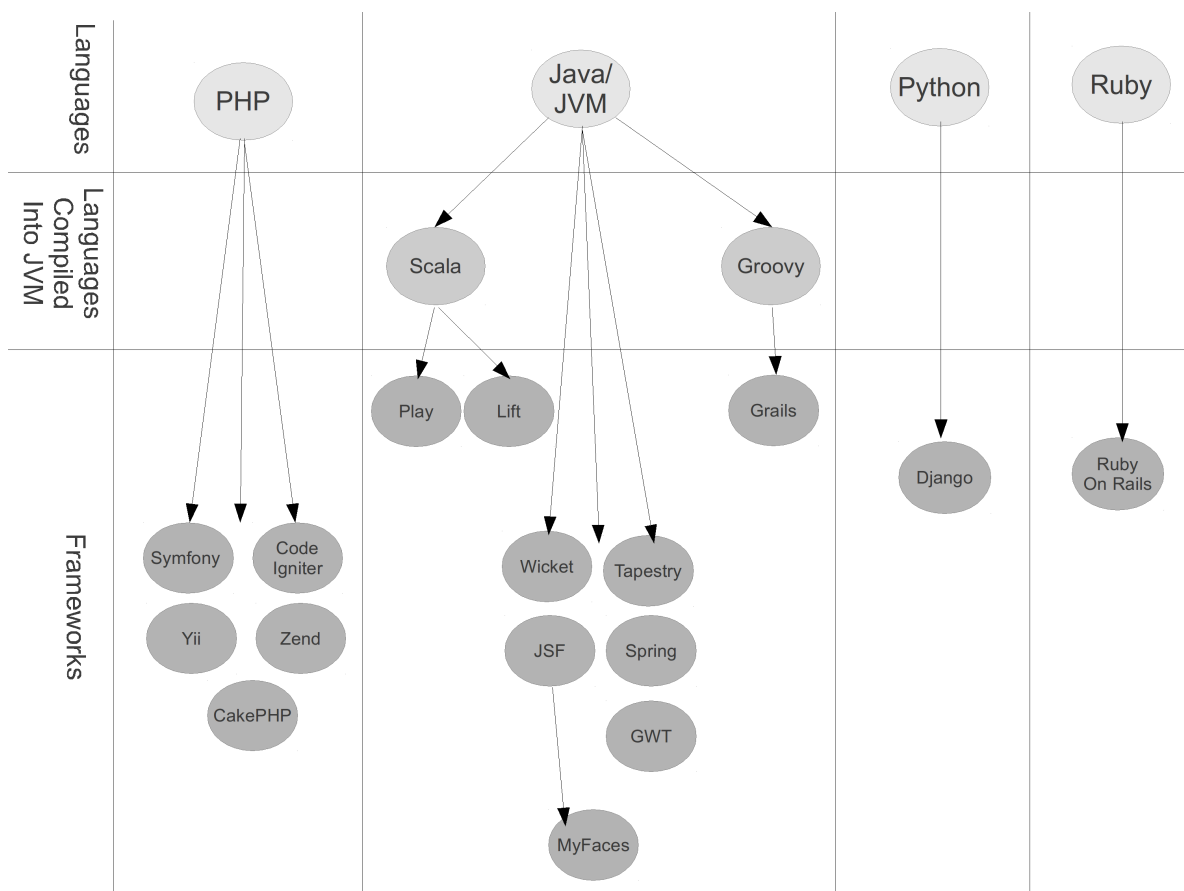 Languages
PHP
Java/
JVM
Python
Ruby
Languages
Compiled
Into JVM
Scala
Groovy
Frameworks
Play
Lift
Grails
Django
Ruby
On Rails
Symfony
Code
Igniter
Wicket
Tapestry
Yii
Zend
JSF
Spring
CakePHP
GWT
MyFaces